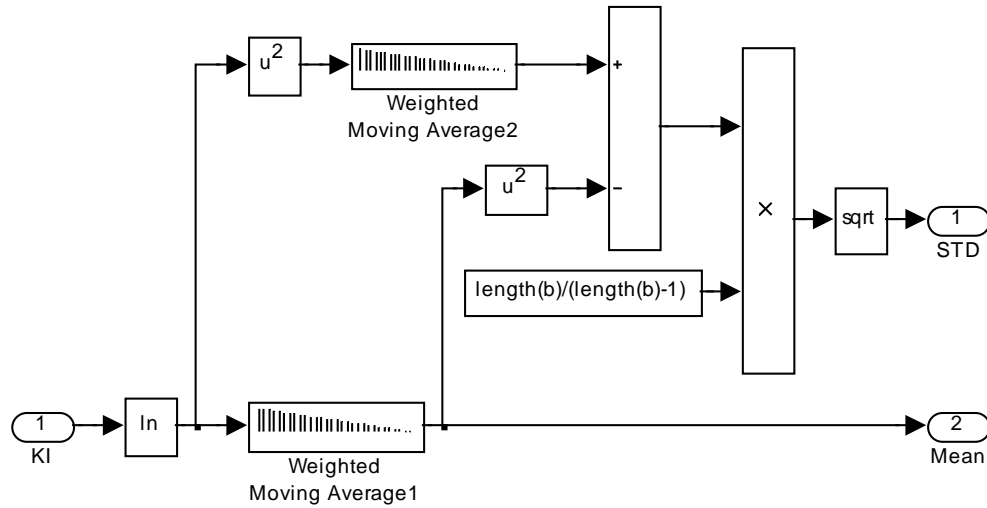 u2
Weighted
Moving Average2
+
u2
−
×
sqrt
1
STD
length(b)/(length(b)-1)
1
KI
ln
Weighted
Moving Average1
2
Mean